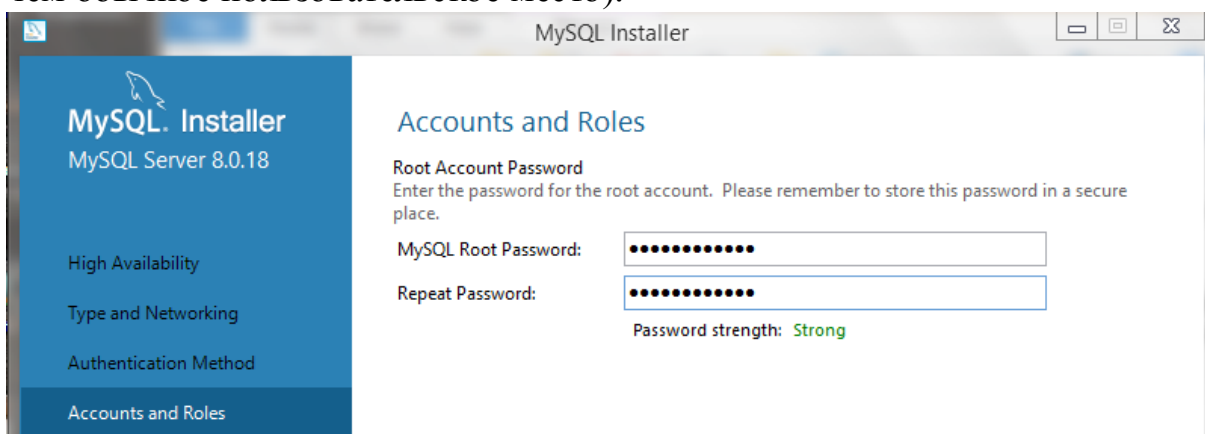 MySQL Installer
MySQL. Installer
MySQL Server 8.0.18
High Availability
Type and Networking
Authentication Method
Accounts and Roles
Accounts and Roles
Root Account Password
Enter the password for the root account. Please remember to store this password in a secure
place.
MySQL Root Password: ●●●●●●●●●●●●
Repeat Password: ●●●●●●●●●●●●
Password strength: Strong